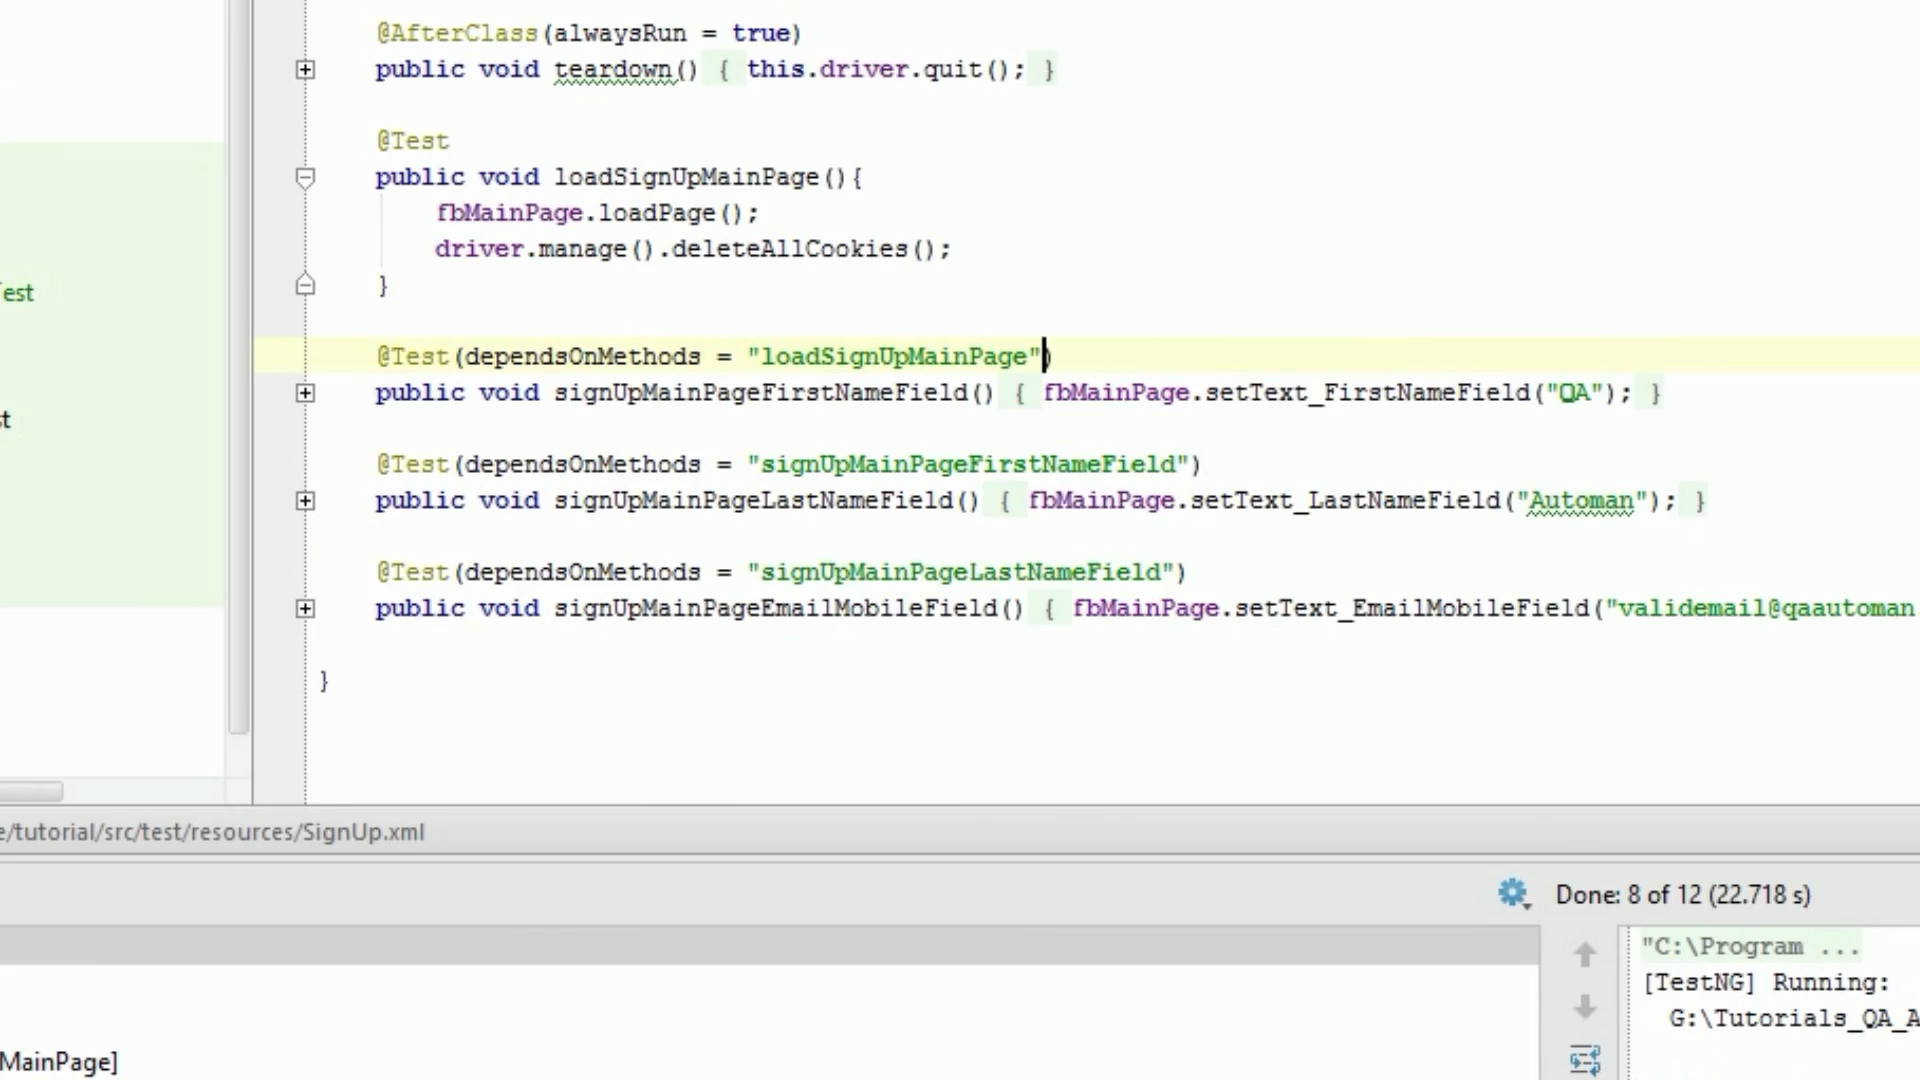 @AfterClass(alwaysRun = true)
public void teardown() { this.driver.quit(); }
@Test
public void loadSignUpMainPage(){
fbMainPage.loadPage();
driver.manage().deleteAllCookies();
}
est
@Test(dependsOnMethods = "loadSignUpMainPage")
public void signUpMainPageFirstNameField() { fbMainPage.setText_FirstNameField("QA"); }
t
@Test(dependsOnMethods = "signUpMainPageFirstNameField")
public void signUpMainPageLastNameField() { fbMainPage.setText_LastNameField("Automan"); }
@Test(dependsOnMethods = "signUpMainPageLastNameField")
public void signUpMainPageEmailMobileField() { fbMainPage.setText_EmailMobileField("validemail@qaautoman
}
e/tutorial/src/test/resources/SignUp.xml
Done: 8 of 12 (22.718 s)
"C:\Program ...
[TestNG] Running:
G:\Tutorials_QA_A
MainPage]